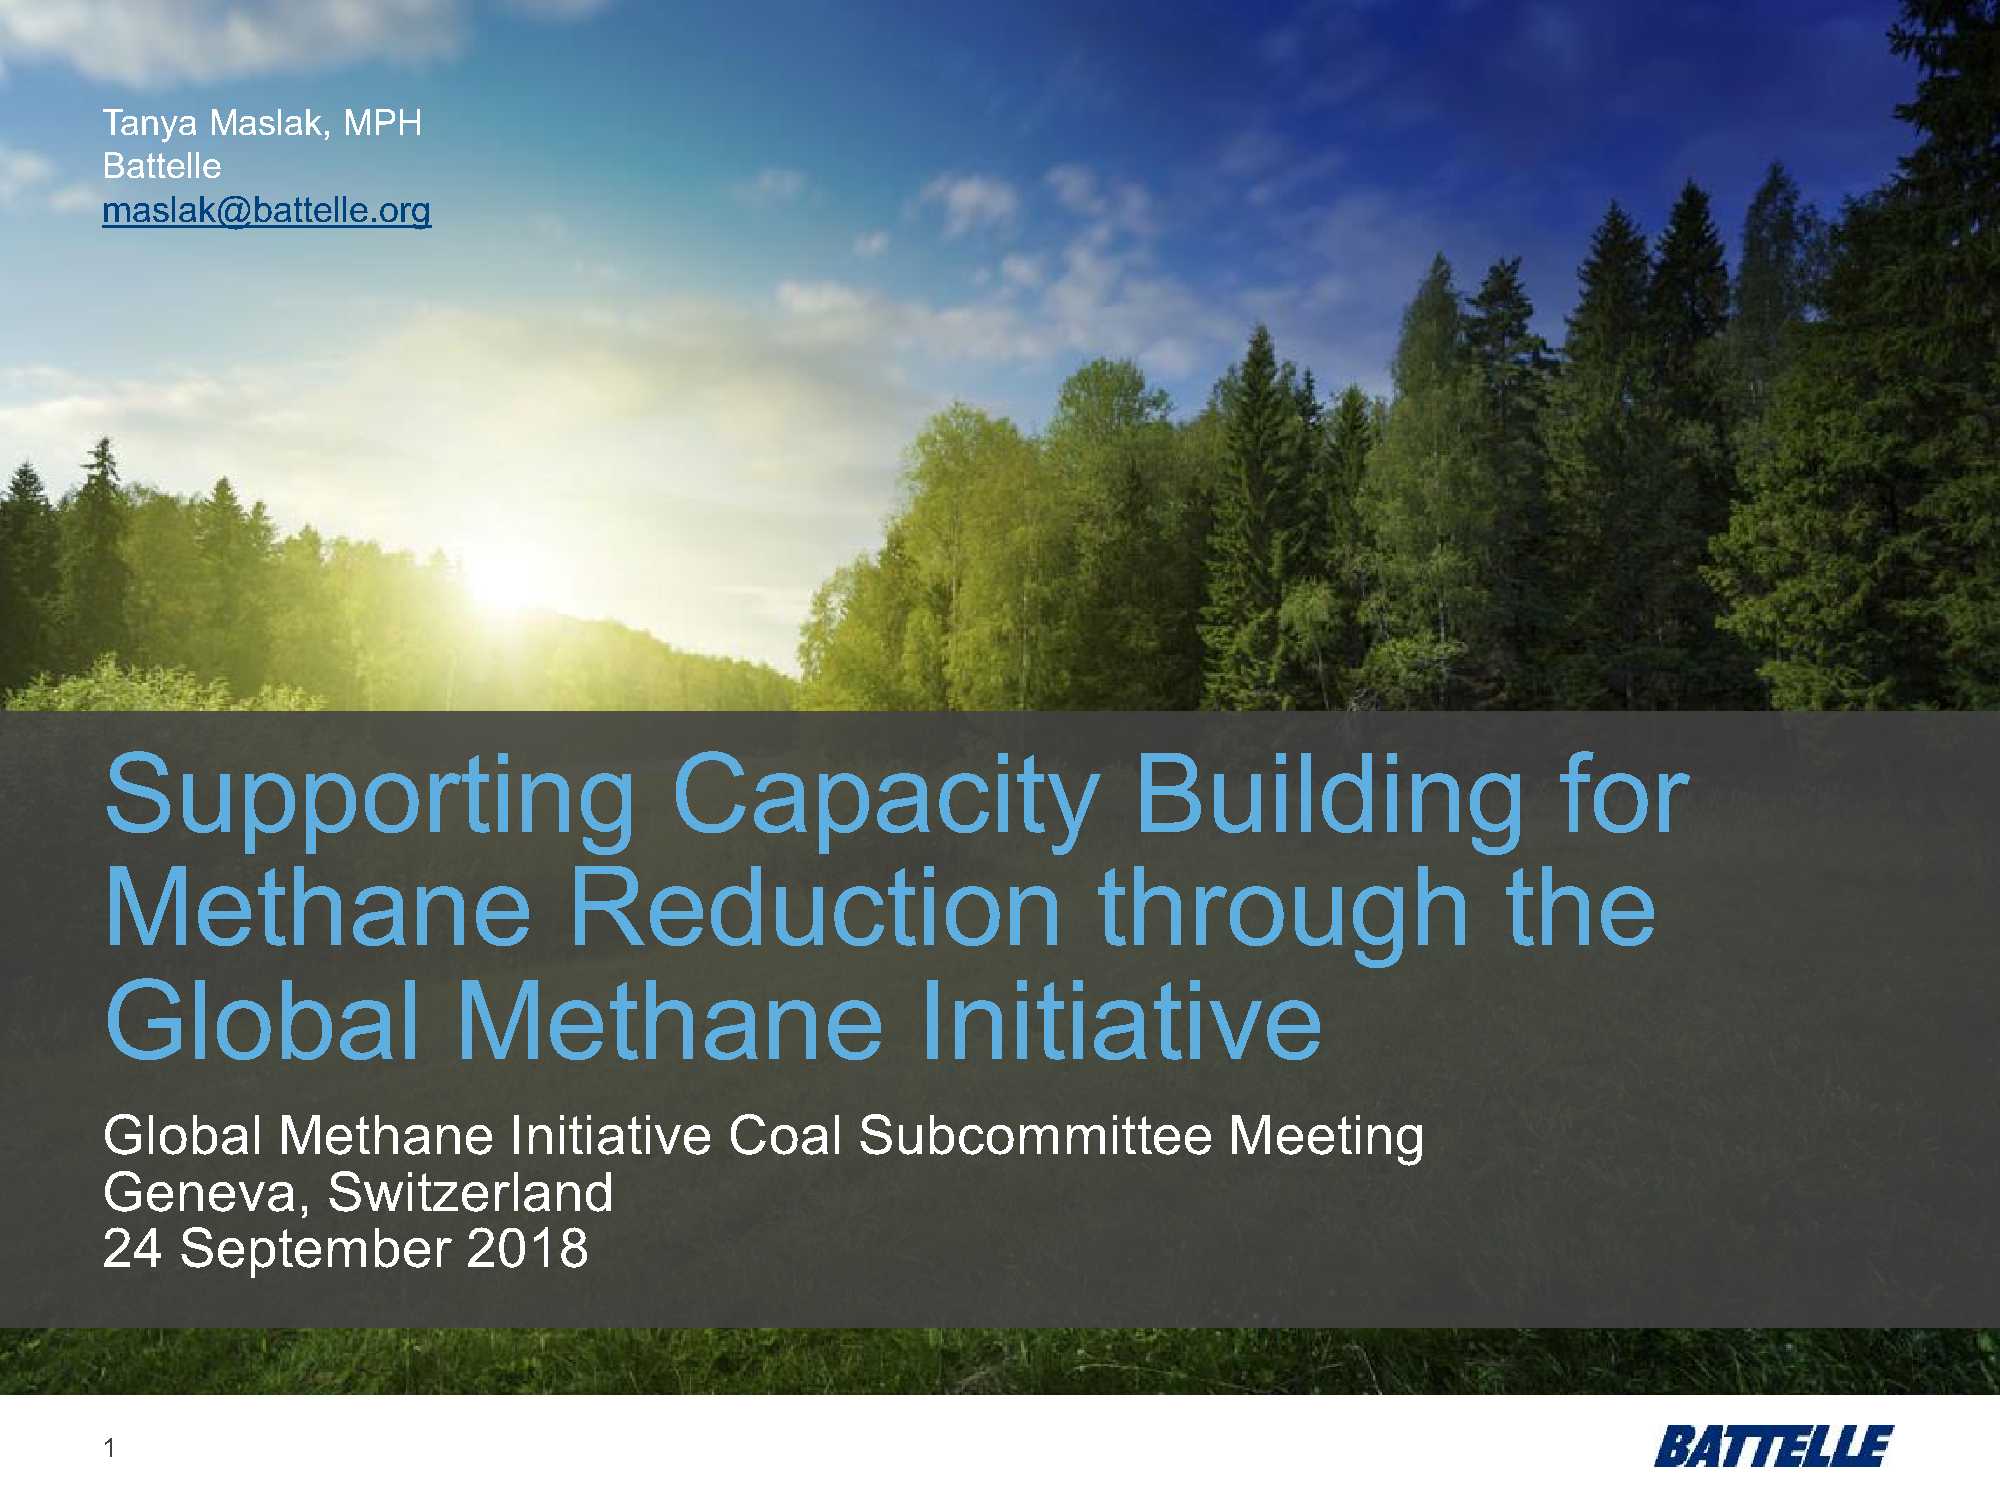 Tanya Maslak, MPH
Battelle
maslak@battelle.org
Supporting Capacity Building for
Methane Reduction through the
Global Methane Initiative
Global Methane Initiative Coal Subcommittee Meeting
Geneva, Switzerland
24 September 2018
1
BATTELLE